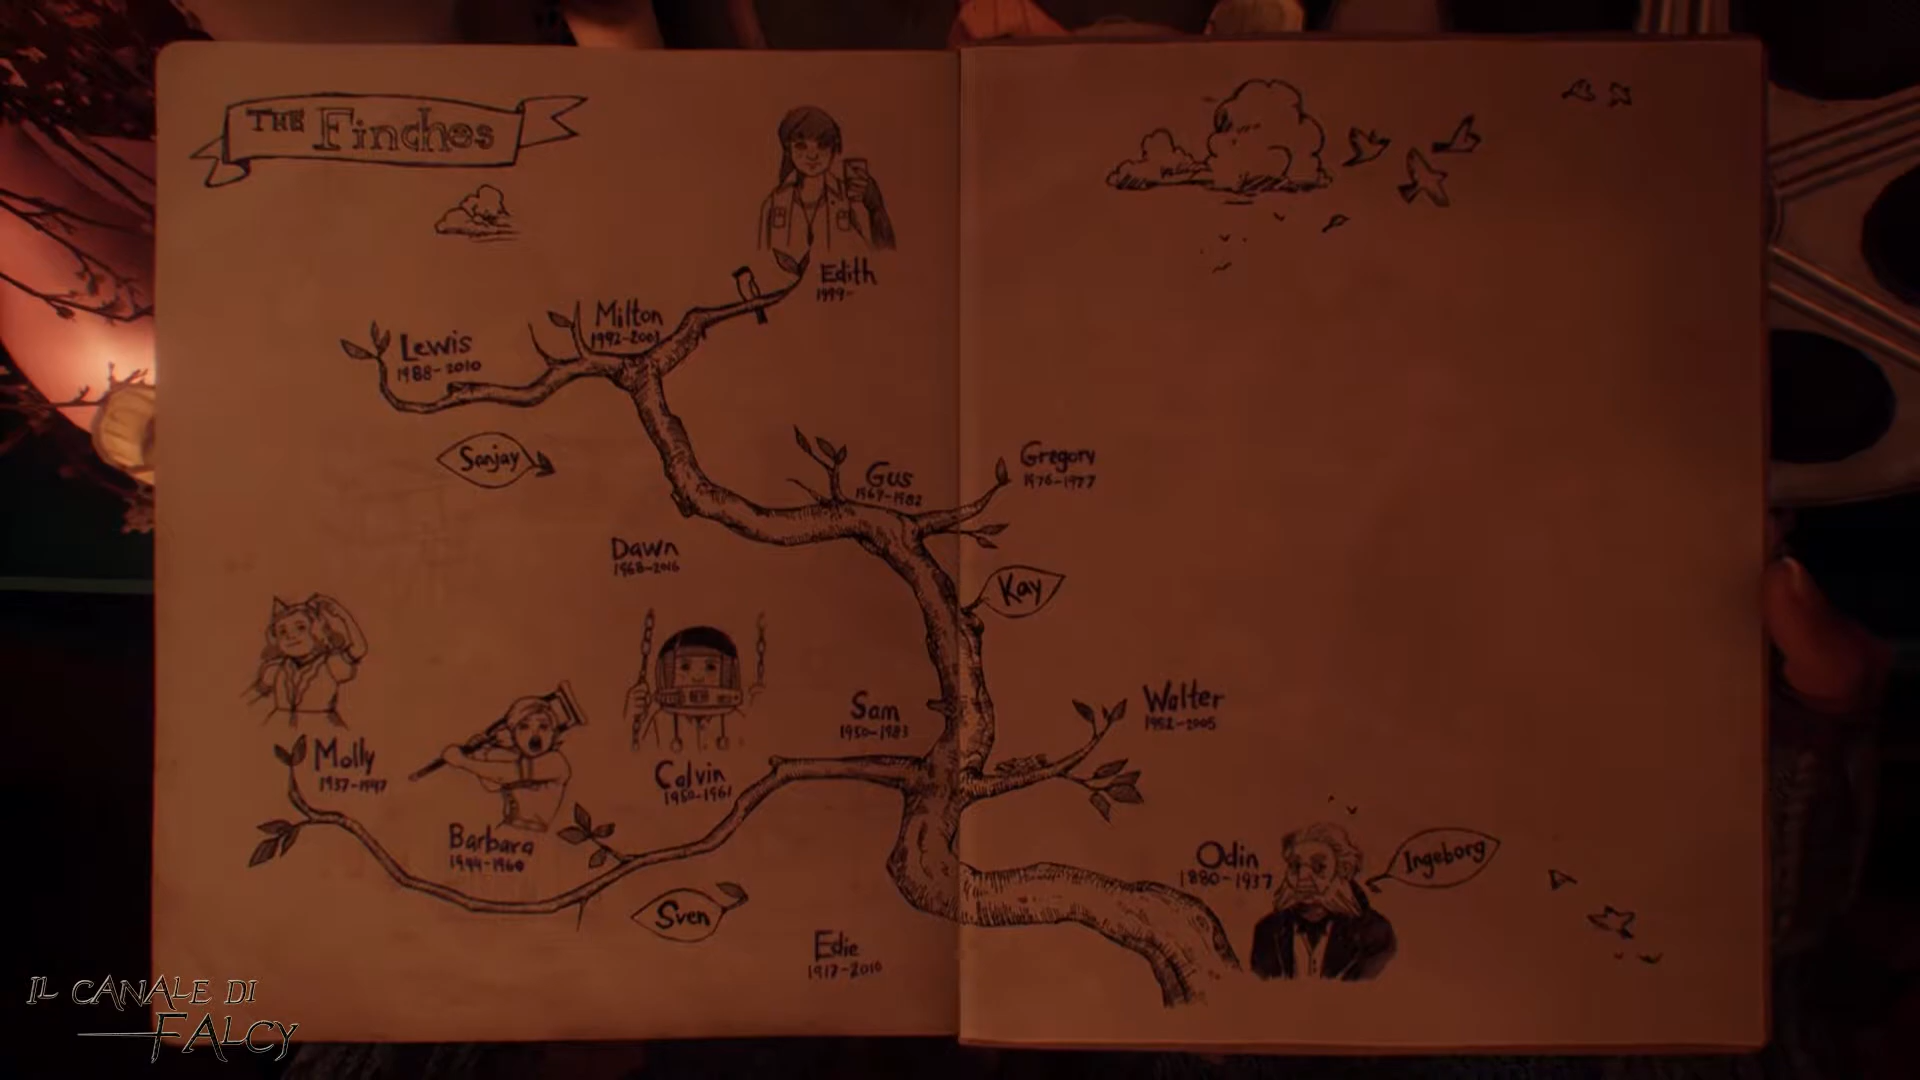 THE Finches
Edith
1999-
Milton
1992-2003
Lewis
1988-2010
Sanjay
Gus
1967-1982
Gregory
1976-1977
Dawn
1968-2016
Kay
Molly
1937-1947
Barbara
1944-1960
Calvin
1950-1961
Sam
1950-1983
Walter
1952-2005
Sven
Edie
1917-2010
Odin
1880-1937
Ingeborg
IL CANALE DI
FALCY